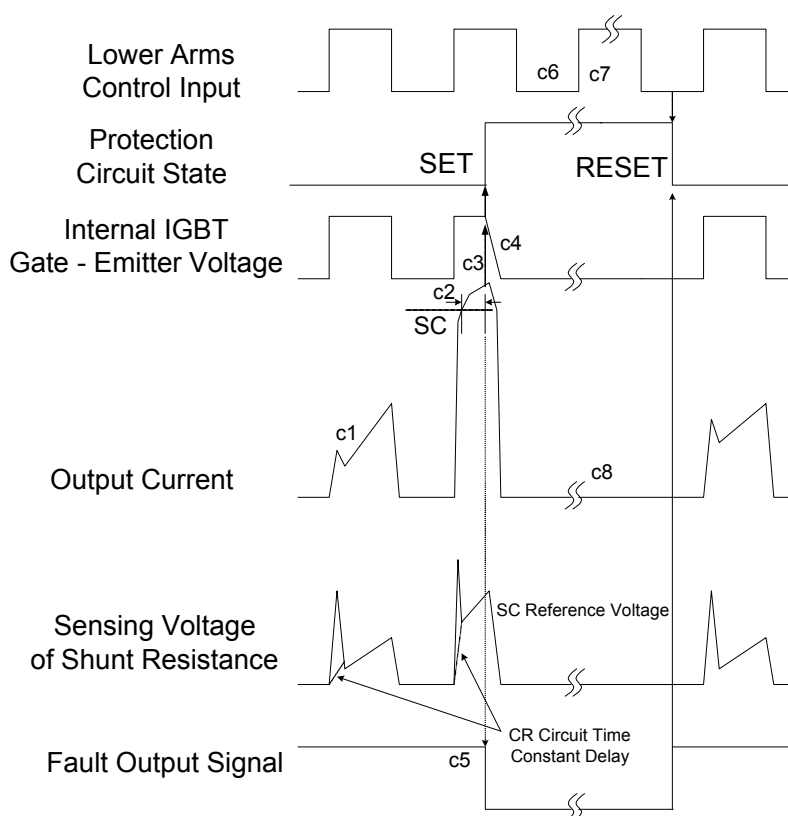 Lower Arms
Control Input
c6
c7
Protection
Circuit State
SET
RESET
Internal IGBT
Gate - Emitter Voltage
c4
c3
c2
SC
c1
Output Current
c8
SC Reference Voltage
Sensing Voltage
of Shunt Resistance
CR Circuit Time
Constant Delay
Fault Output Signal
c5